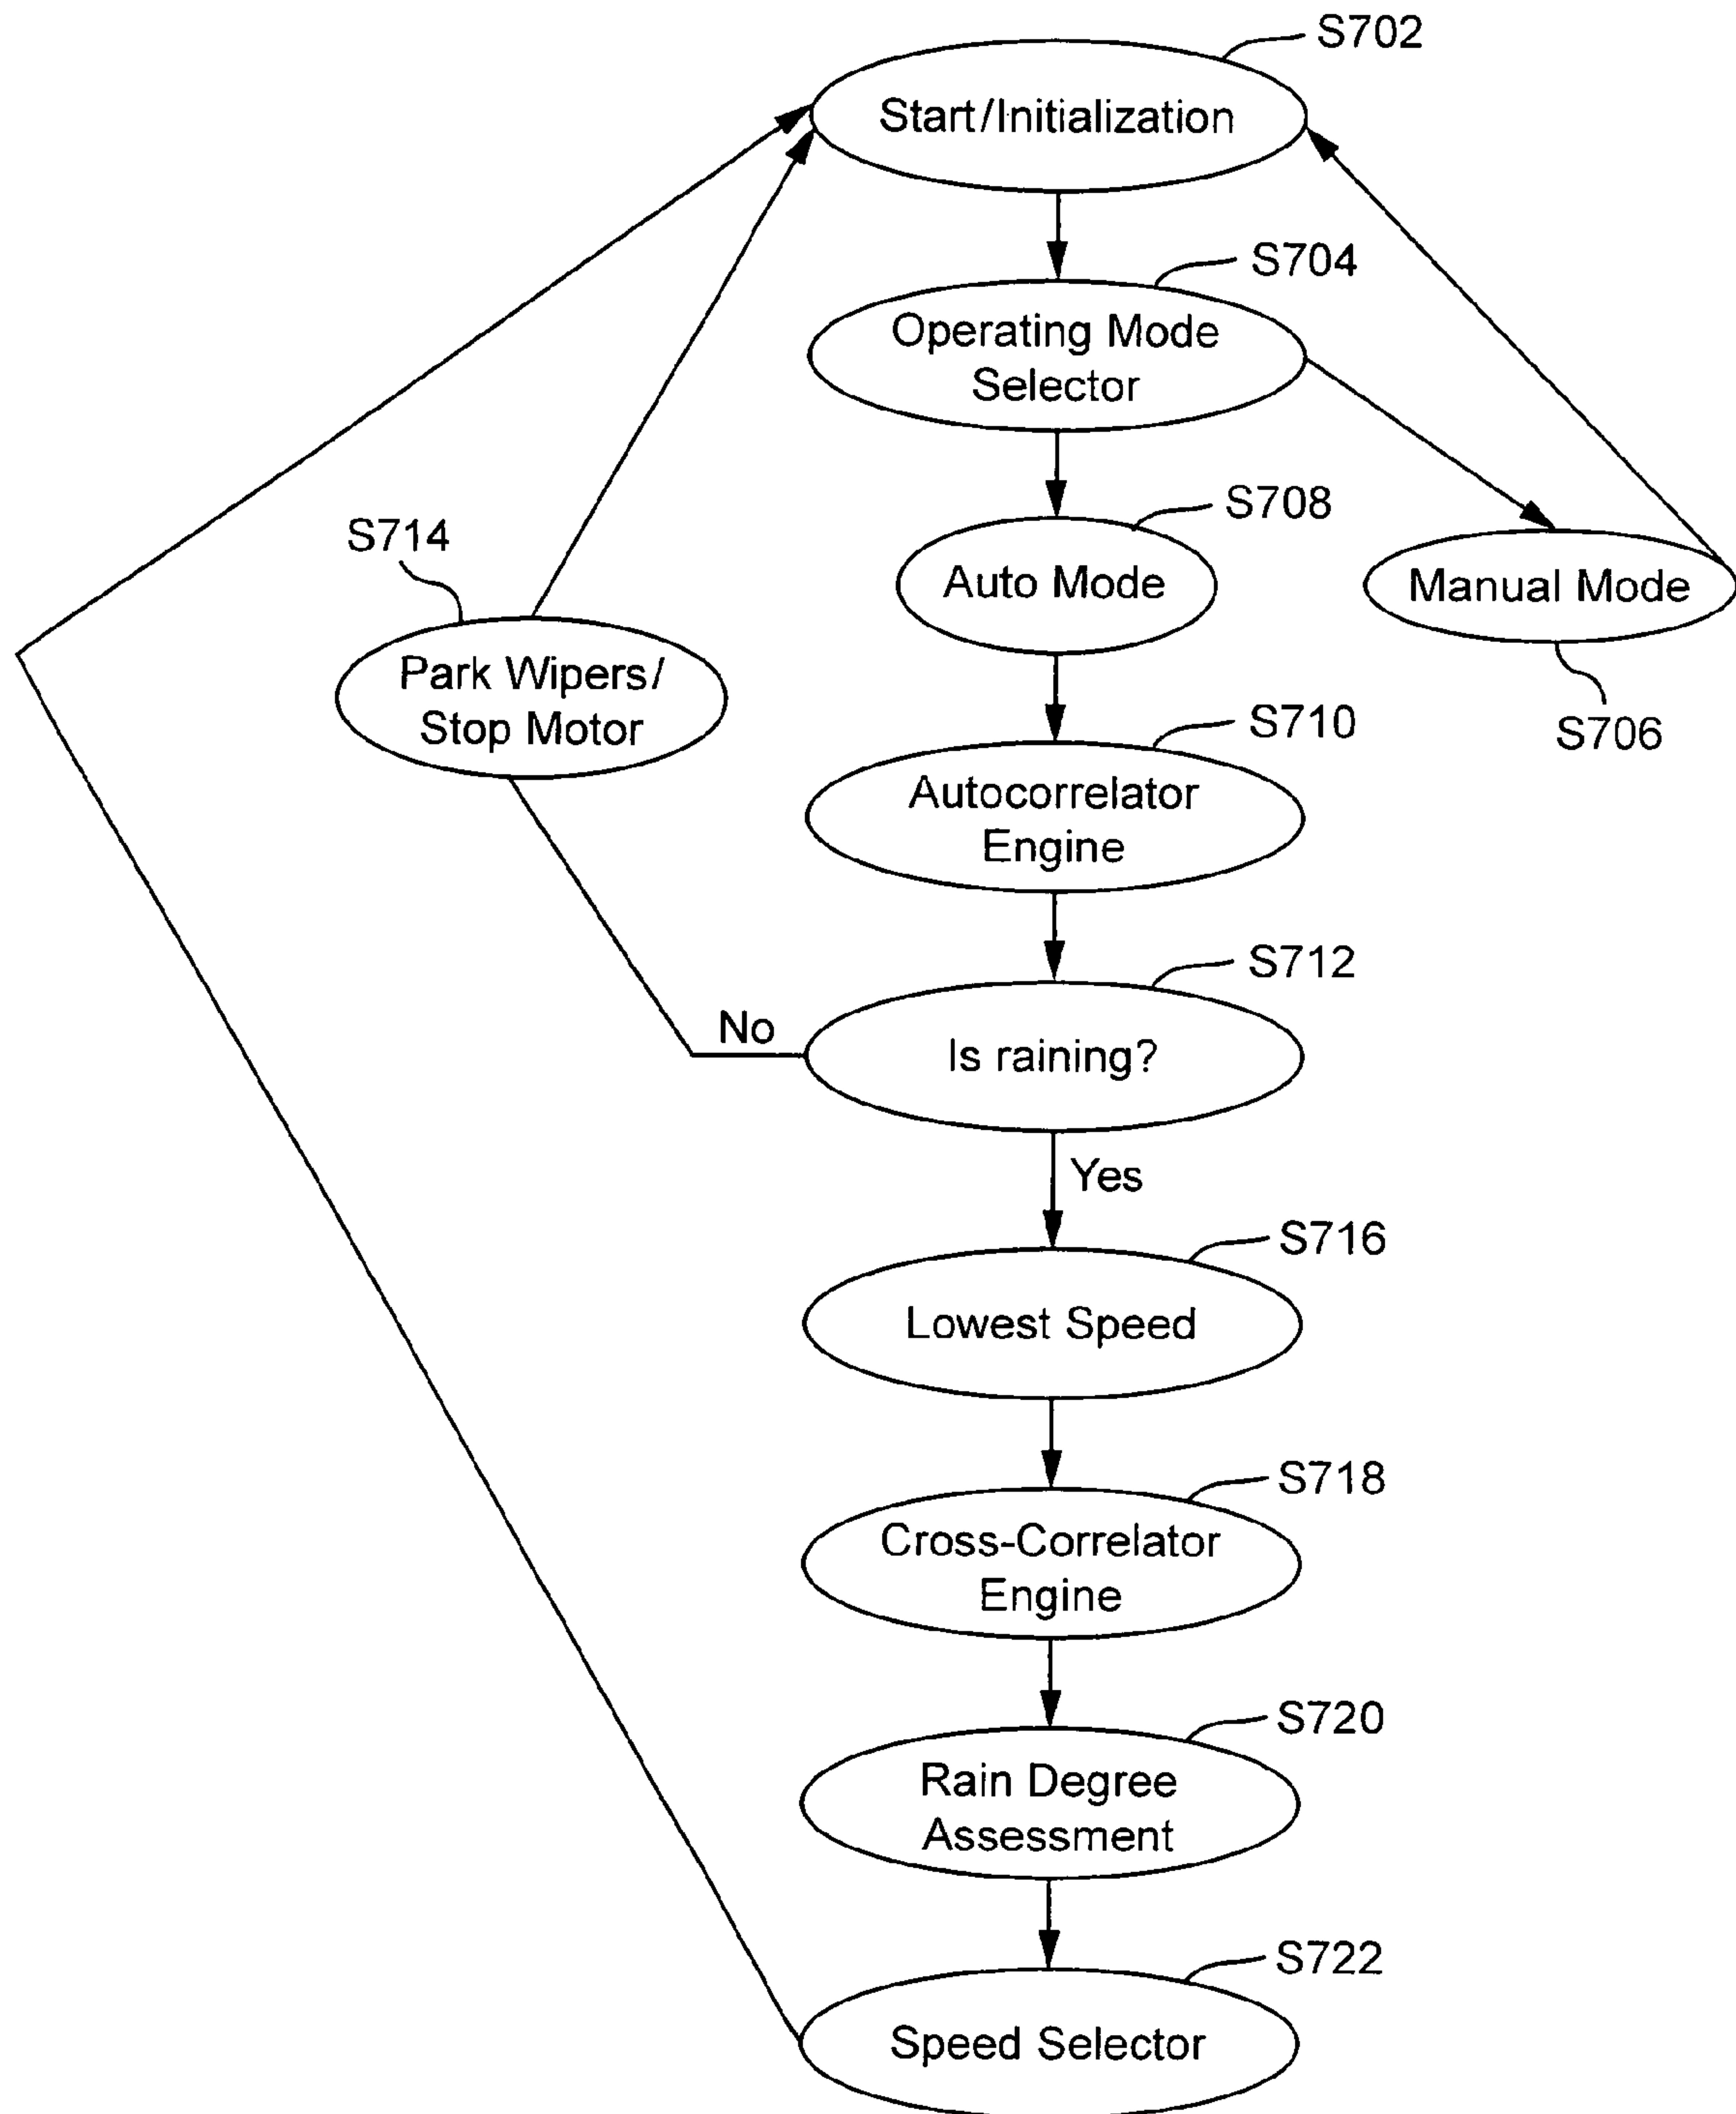 S702
Start/Initialization
S704
Operating Mode
Selector
S708
S714
Auto Mode
Manual Mode
Park Wipers/
Stop Motor
S710
S706
Autocorrelator
Engine
S712
No
Is raining?
Yes
S716
Lowest Speed
S718
Cross-Correlator
Engine
S720
Rain Degree
Assessment
S722
Speed Selector